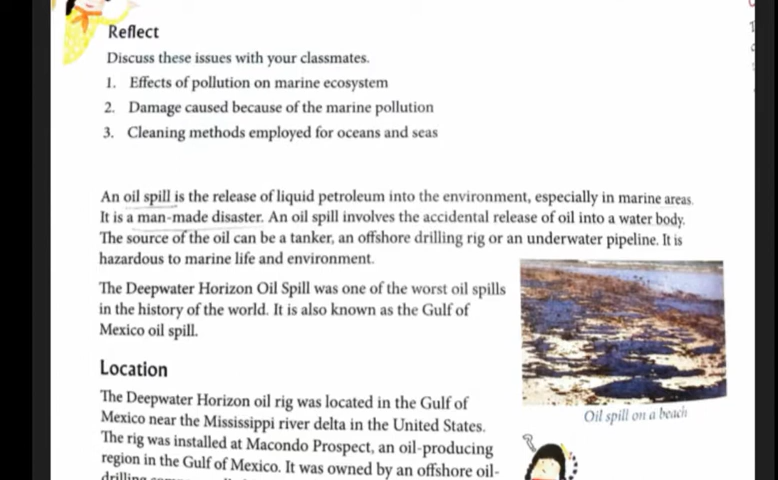 Reflect
Discuss these issues with your classmates.
1. Effects of pollution on marine ecosystem
2. Damage caused because of the marine pollution
3. Cleaning methods employed for oceans and seas
An oil spill is the release of liquid petroleum into the environment, especially in marine areas.
It is a man-made disaster. An oil spill involves the accidental release of oil into a water body.
The source of the oil can be a tanker, an offshore drilling rig or an underwater pipeline. It is
hazardous to marine life and environment.
The Deepwater Horizon Oil Spill was one of the worst oil spills
in the history of the world. It is also known as the Gulf of
Mexico oil spill.
Oil spill on a beach
Location
The Deepwater Horizon oil rig was located in the Gulf of
Mexico near the Mississippi river delta in the United States.
The rig was installed at Macondo Prospect, an oil-producing
region in the Gulf of Mexico. It was owned by an offshore oil-
drilling